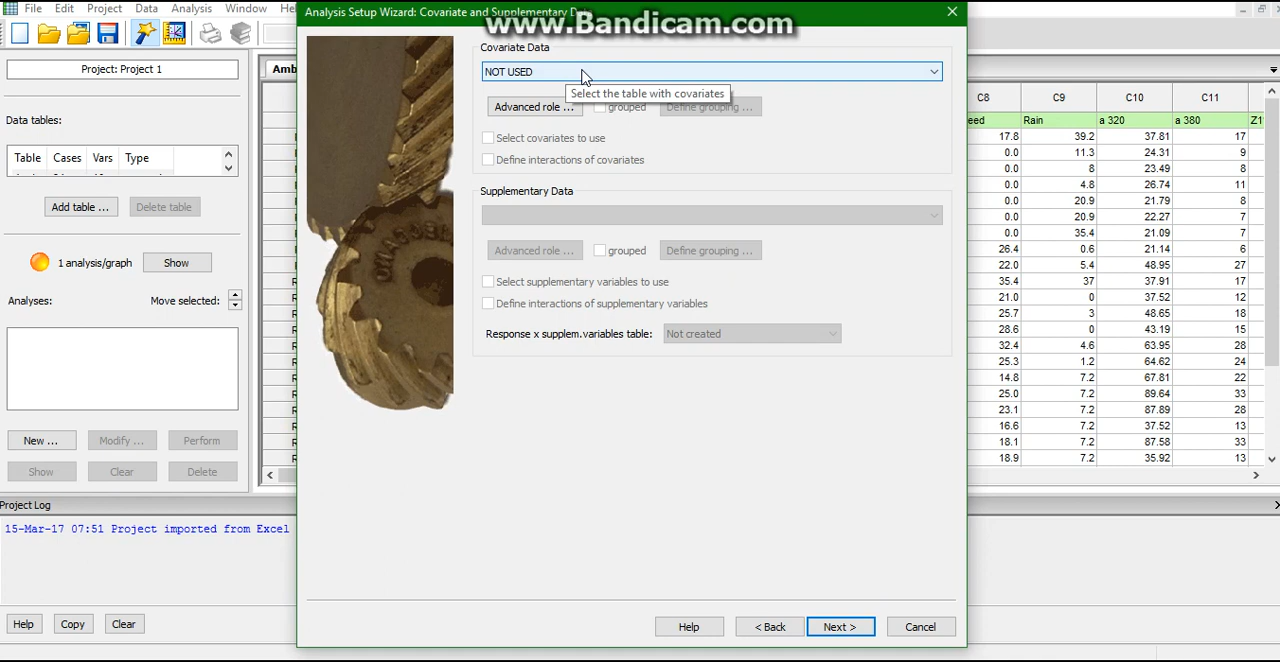 File Edit Project Data Analysis Window
Analysis Setup Wizard: Covariate and Supplementary
www.Bandicam.com
Project: Project 1
Data tables:
Table Cases Vars Type
Add table ... Delete table
1 analysis/graph Show
Analyses: Move selected:
New ... Modify ... Perform
Show Clear Delete
Covariate Data
NOT USED
Select the table with covariates
Advanced role ... grouped Define grouping ...
Select covariates to use
Define interactions of covariates
Supplementary Data
Advanced role ... grouped Define grouping ...
Select supplementary variables to use
Define interactions of supplementary variables
Response x supplem.variables table: Not created
Help < Back Next > Cancel
C8 C9 C10 C11
eed Rain a 320 a 380
17.8 39.2 37.81 17
0.0 11.3 24.31 9
0.0 8 23.49 8
0.0 4.8 26.74 11
0.0 20.9 21.79 8
0.0 20.9 22.27 7
0.0 35.4 21.09 7
26.4 0.6 21.14 6
22.0 5.4 48.95 27
35.4 37 37.91 17
21.0 0 37.52 12
25.7 3 48.65 18
28.6 0 43.19 15
32.4 4.6 63.95 28
25.3 1.2 64.62 24
14.8 7.2 67.81 22
25.0 7.2 89.64 33
23.1 7.2 87.89 28
16.6 7.2 37.52 13
18.1 7.2 87.58 33
18.9 7.2 35.92 13
Project Log
15-Mar-17 07:51 Project imported from Excel
Help Copy Clear